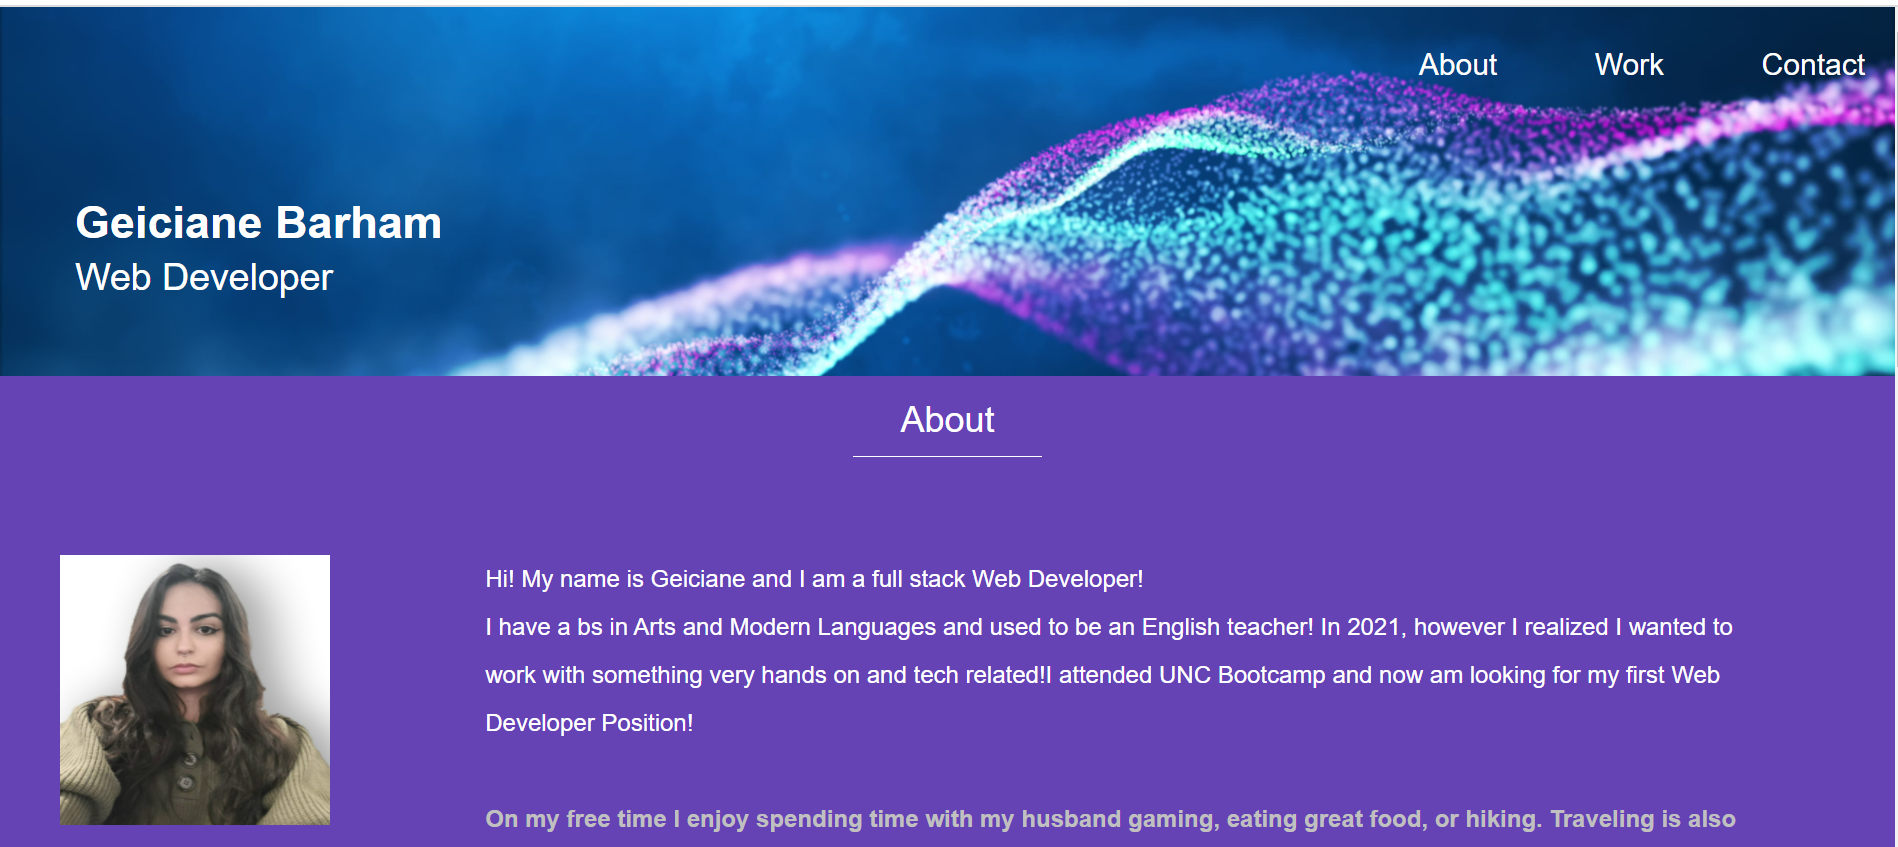 About Work Contact
Geiciane Barham
Web Developer
About
Hi! My name is Geiciane and I am a full stack Web Developer!
I have a bs in Arts and Modern Languages and used to be an English teacher! In 2021, however I realized I wanted to
work with something very hands on and tech related!I attended UNC Bootcamp and now am looking for my first Web
Developer Position!
On my free time I enjoy spending time with my husband gaming, eating great food, or hiking. Traveling is also